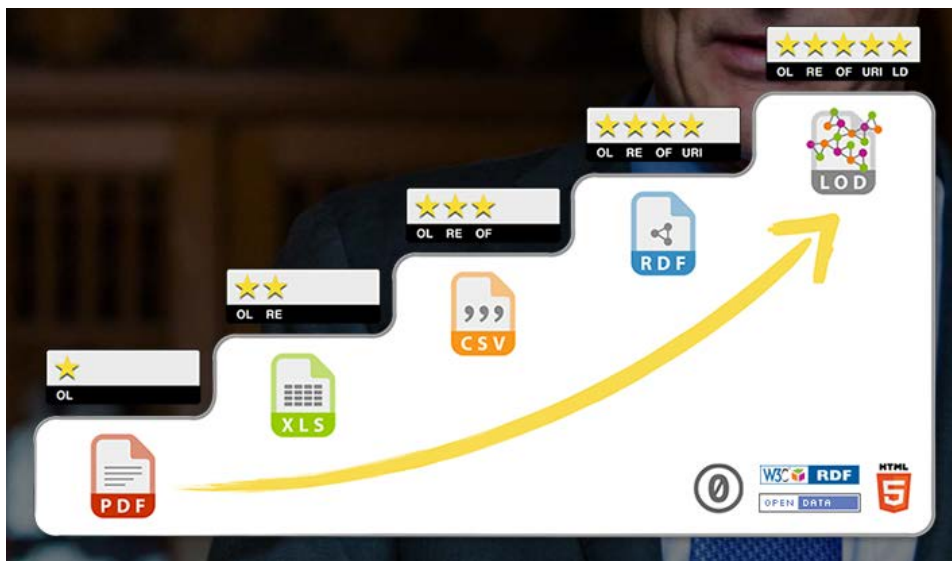 OL RE OF URI LD
LOD
OL RE OF URI
RDF
OL RE OF
CSV
OL RE
XLS
OL
PDF
W3C RDF
OPEN DATA
HTML
5
0